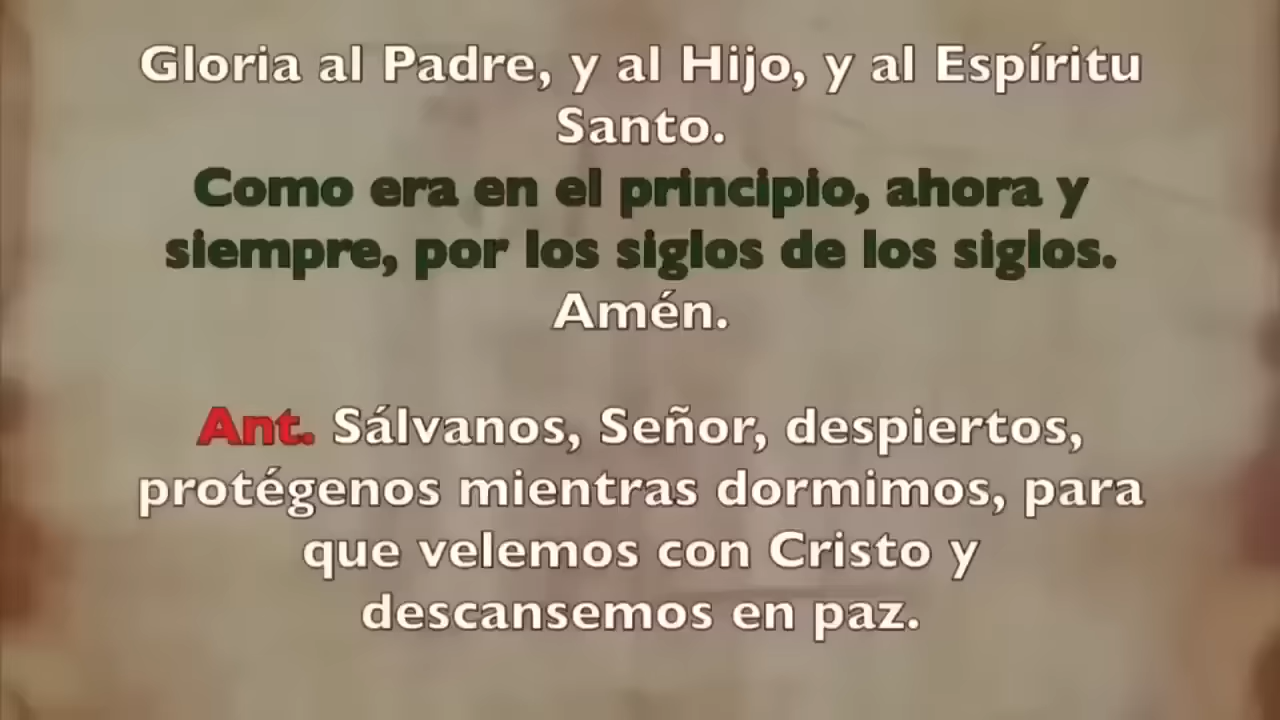 Gloria al Padre, y al Hijo, y al Espíritu
Santo.
Como era en el principio, ahora y
siempre, por los siglos de los siglos.
Amén.
Ant. Sálvanos, Señor, despiertos,
protégenos mientras dormimos, para
que velemos con Cristo y
descansemos en paz.